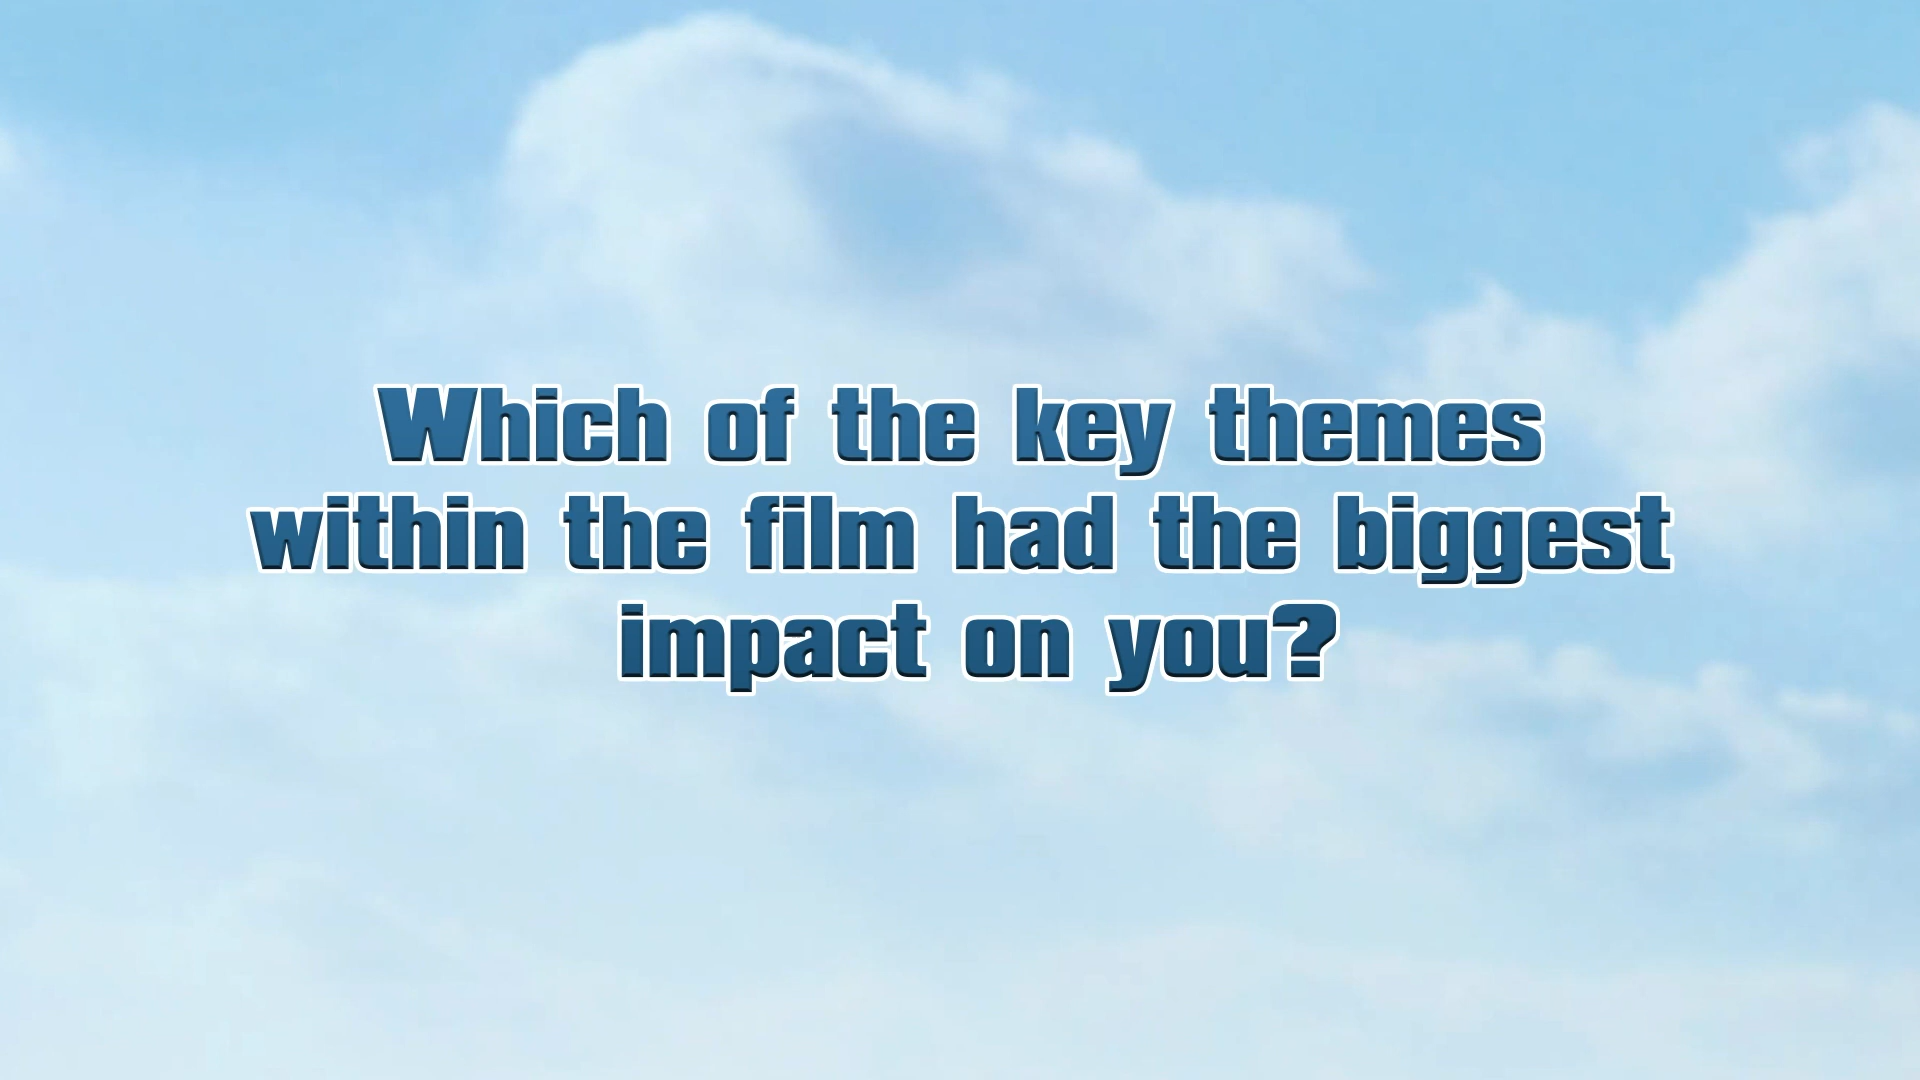 Which of the key themes
within the film had the biggest
impact on you?